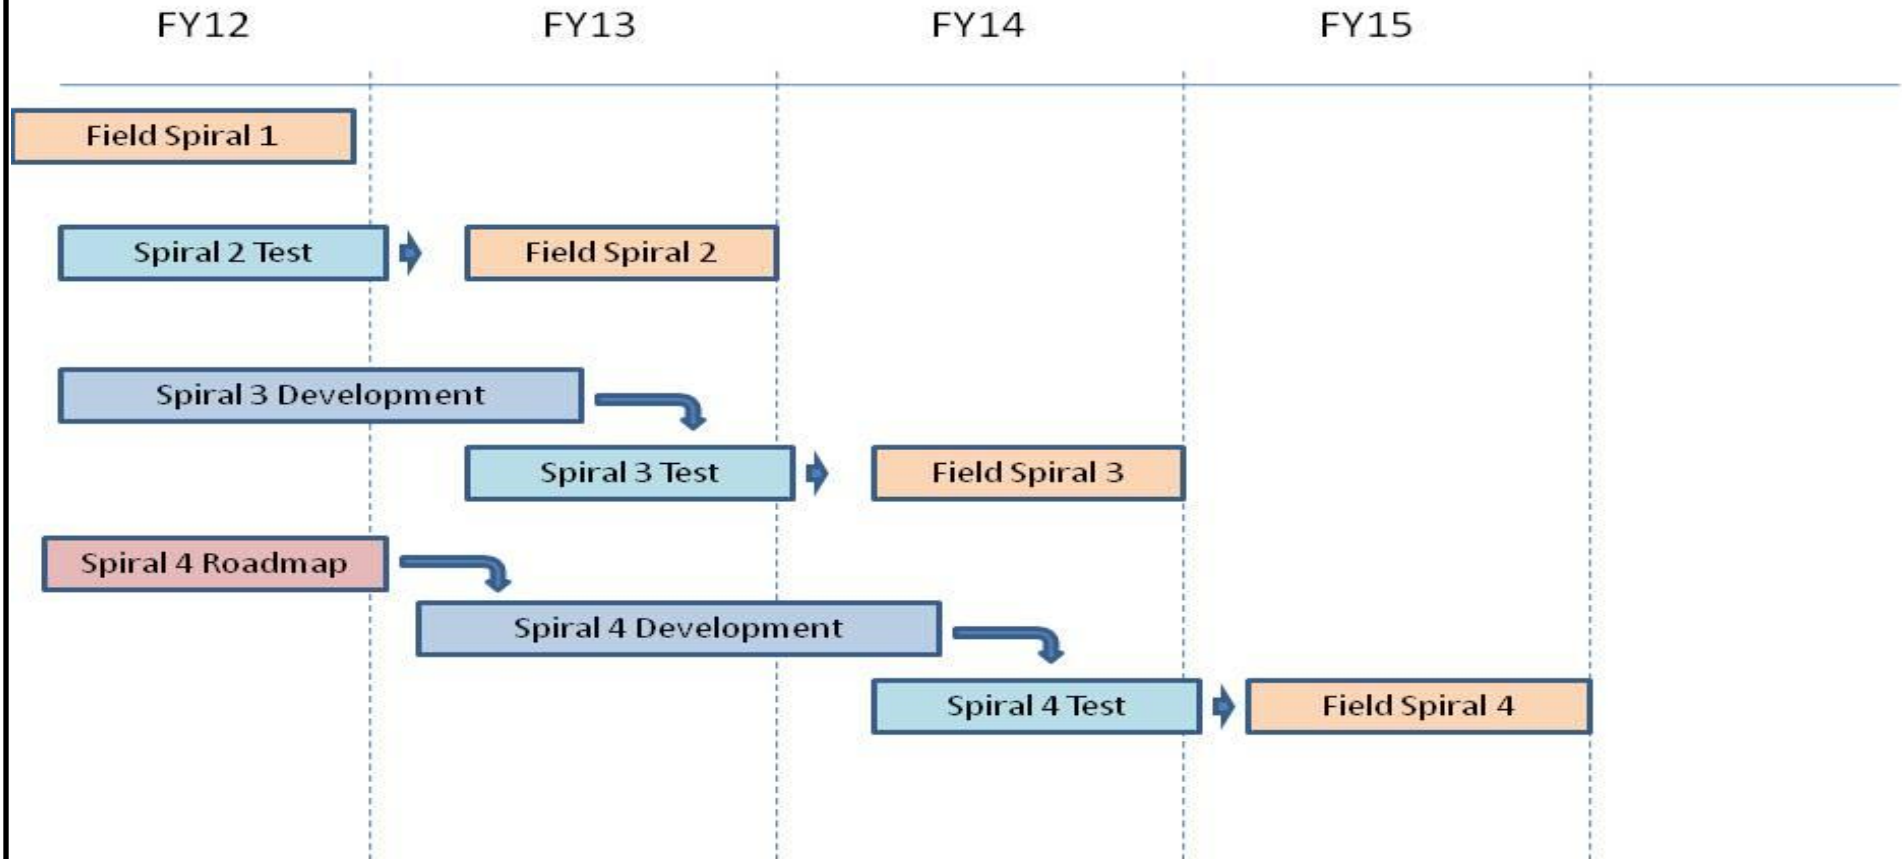 FY12 FY13 FY14 FY15
Field Spiral 1
Spiral 2 Test Field Spiral 2
Spiral 3 Development
Spiral 3 Test Field Spiral 3
Spiral 4 Roadmap
Spiral 4 Development
Spiral 4 Test Field Spiral 4